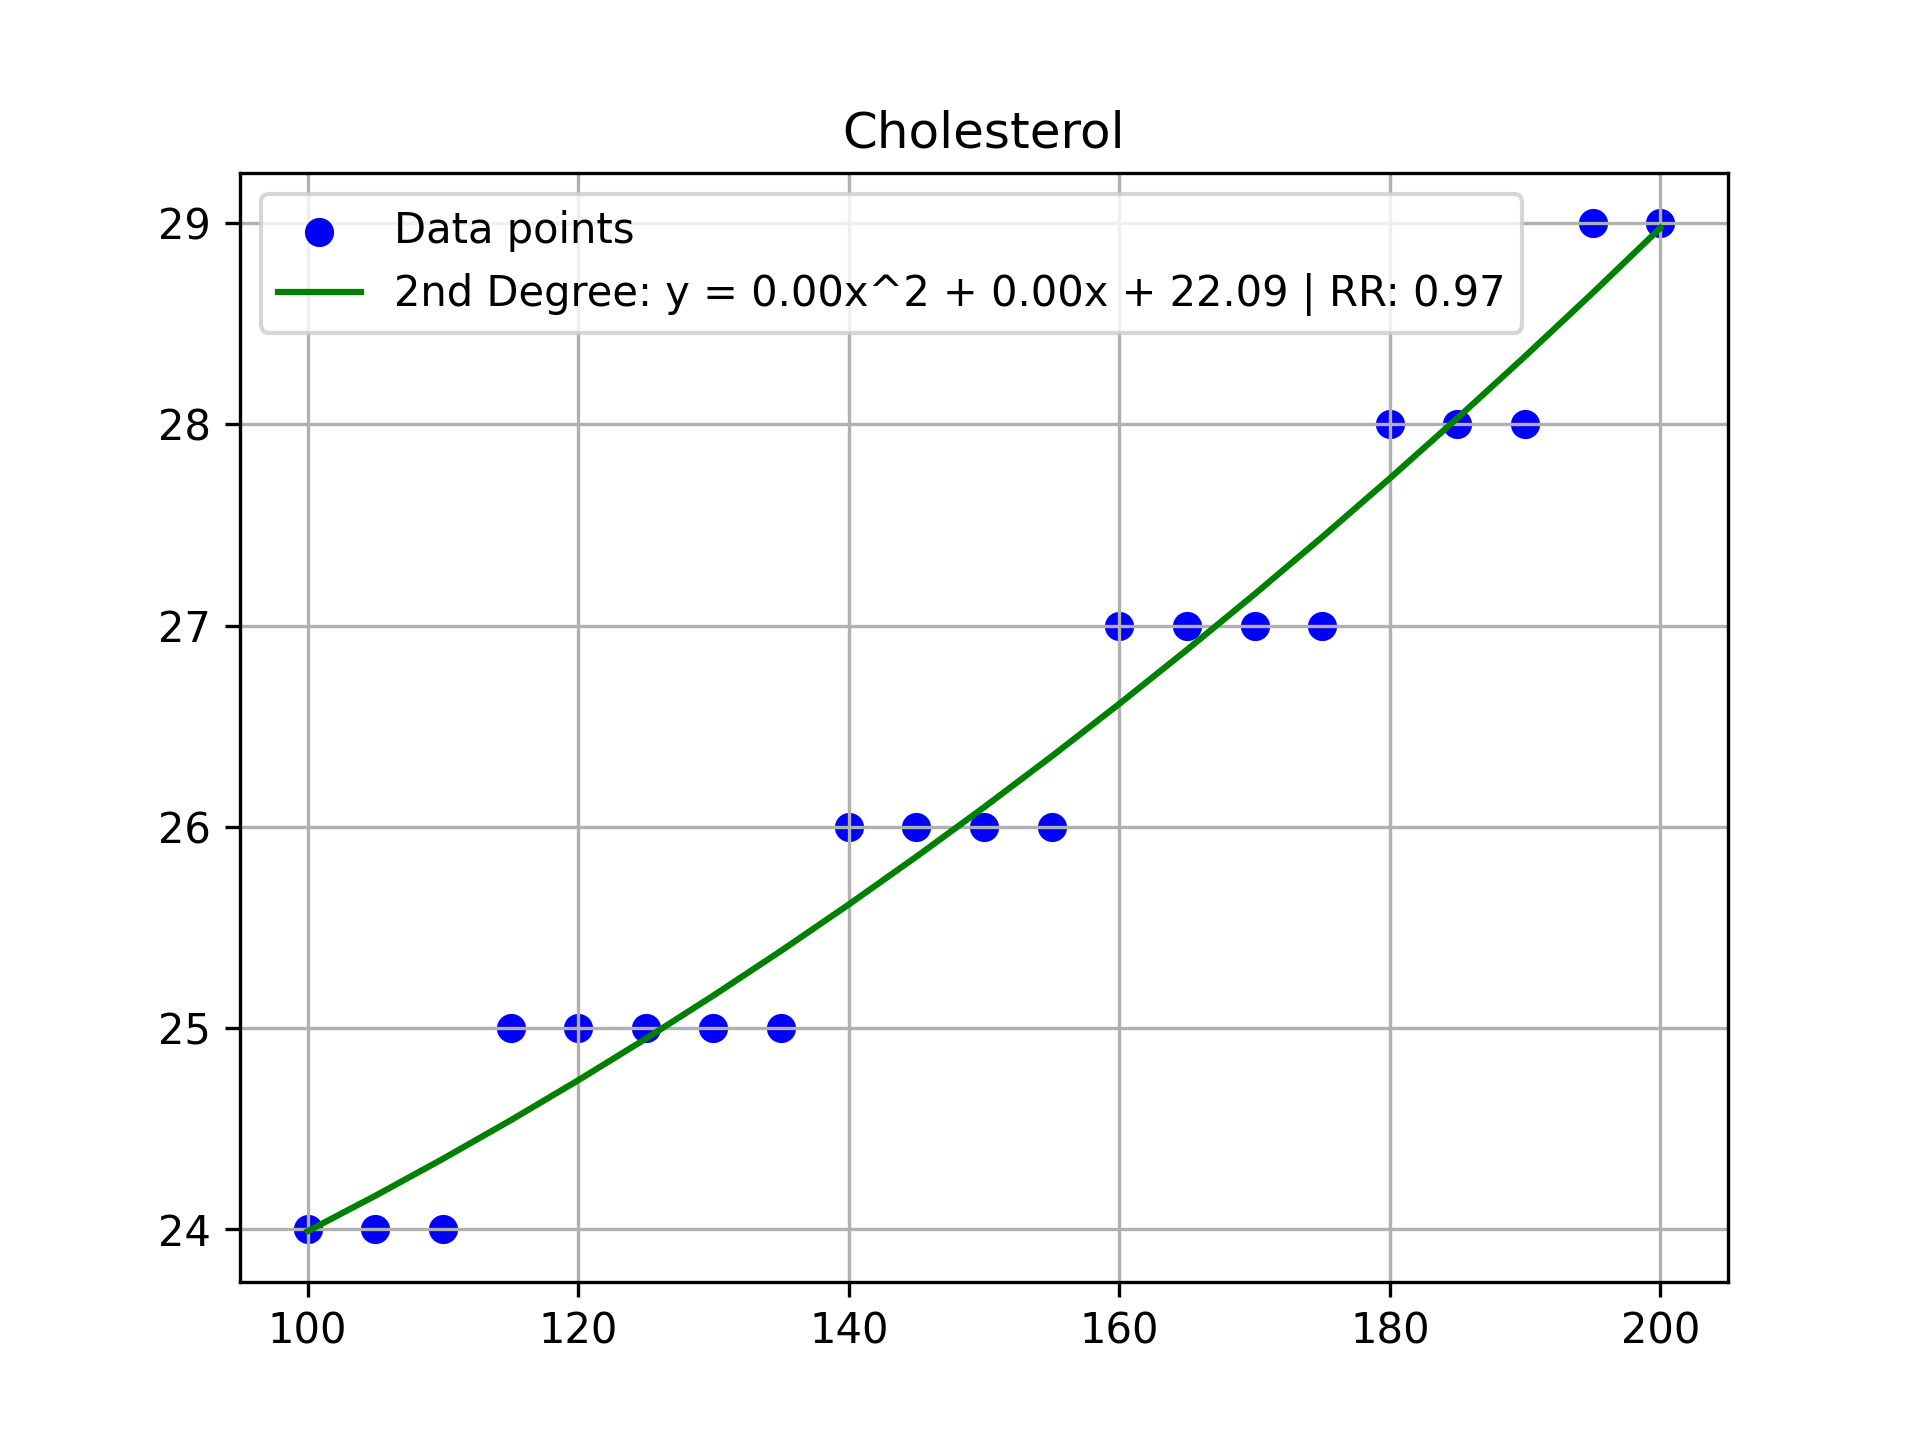 Cholesterol
Data points
2nd Degree: y = 0.00x^2 + 0.00x + 22.09 | RR: 0.97
29
28
27
26
25
24
100 120 140 160 180 200